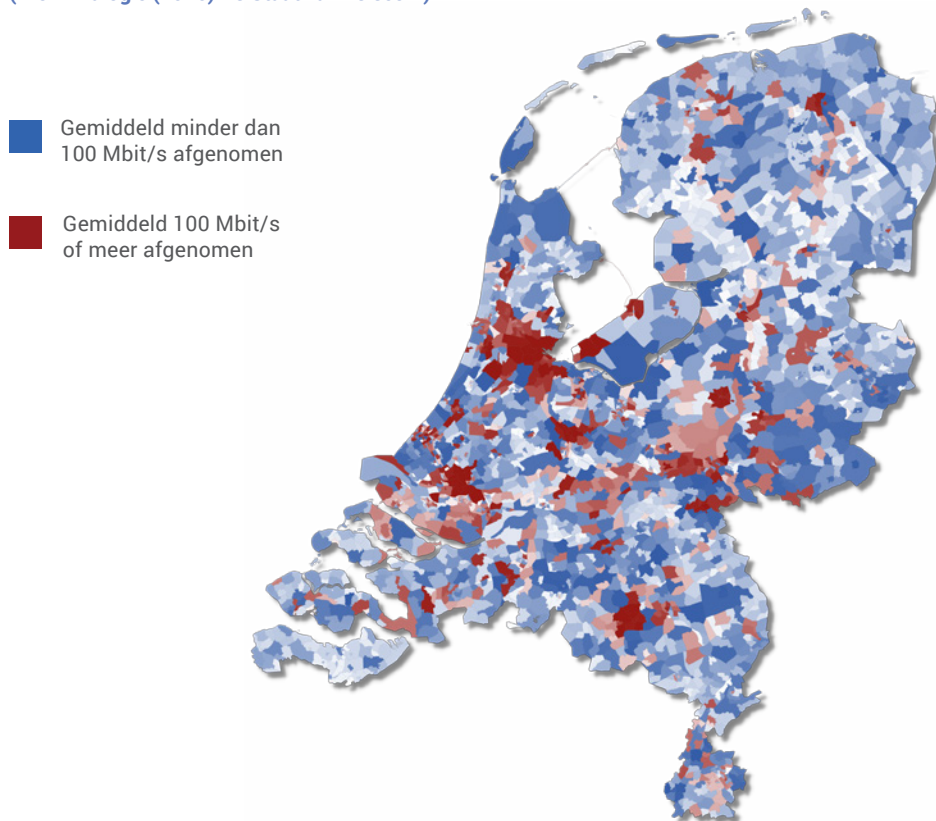 Gemiddeld minder dan
100 Mbit/s afgenomen
Gemiddeld 100 Mbit/s
of meer afgenomen